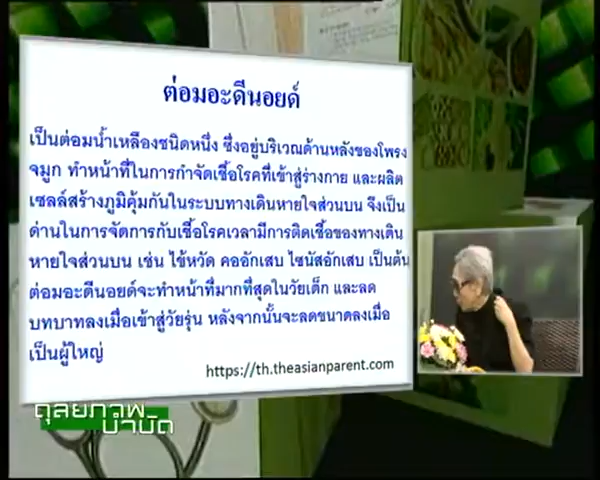 ต่อมอะดีนอยด์
เป็นต่อมน้ำเหลืองชนิดหนึ่ง ซึ่งอยู่บริเวณด้านหลังของโพรง
จมูก ทำหน้าที่ในการกำจัดเชื้อโรคที่เข้าสู่ร่างกาย และผลิต
เซลล์สร้างภูมิคุ้มกันในระบบทางเดินหายใจส่วนบน จึงเป็น
ด่านในการจัดการกับเชื้อโรคเวลามีการติดเชื้อของทางเดิน
หายใจส่วนบน เช่น ไข้หวัด คออักเสบ ไซนัสอักเสบ เป็นต้น
ต่อมอะดีนอยด์จะทำหน้าที่มากที่สุดในวัยเด็ก และลด
บทบาทลงเมื่อเข้าสู่วัยรุ่น หลังจากนั้นจะลดขนาดลงเมื่อ
เป็นผู้ใหญ่
https://th.theasianparent.com
ดุลยภาพ
บำบัด